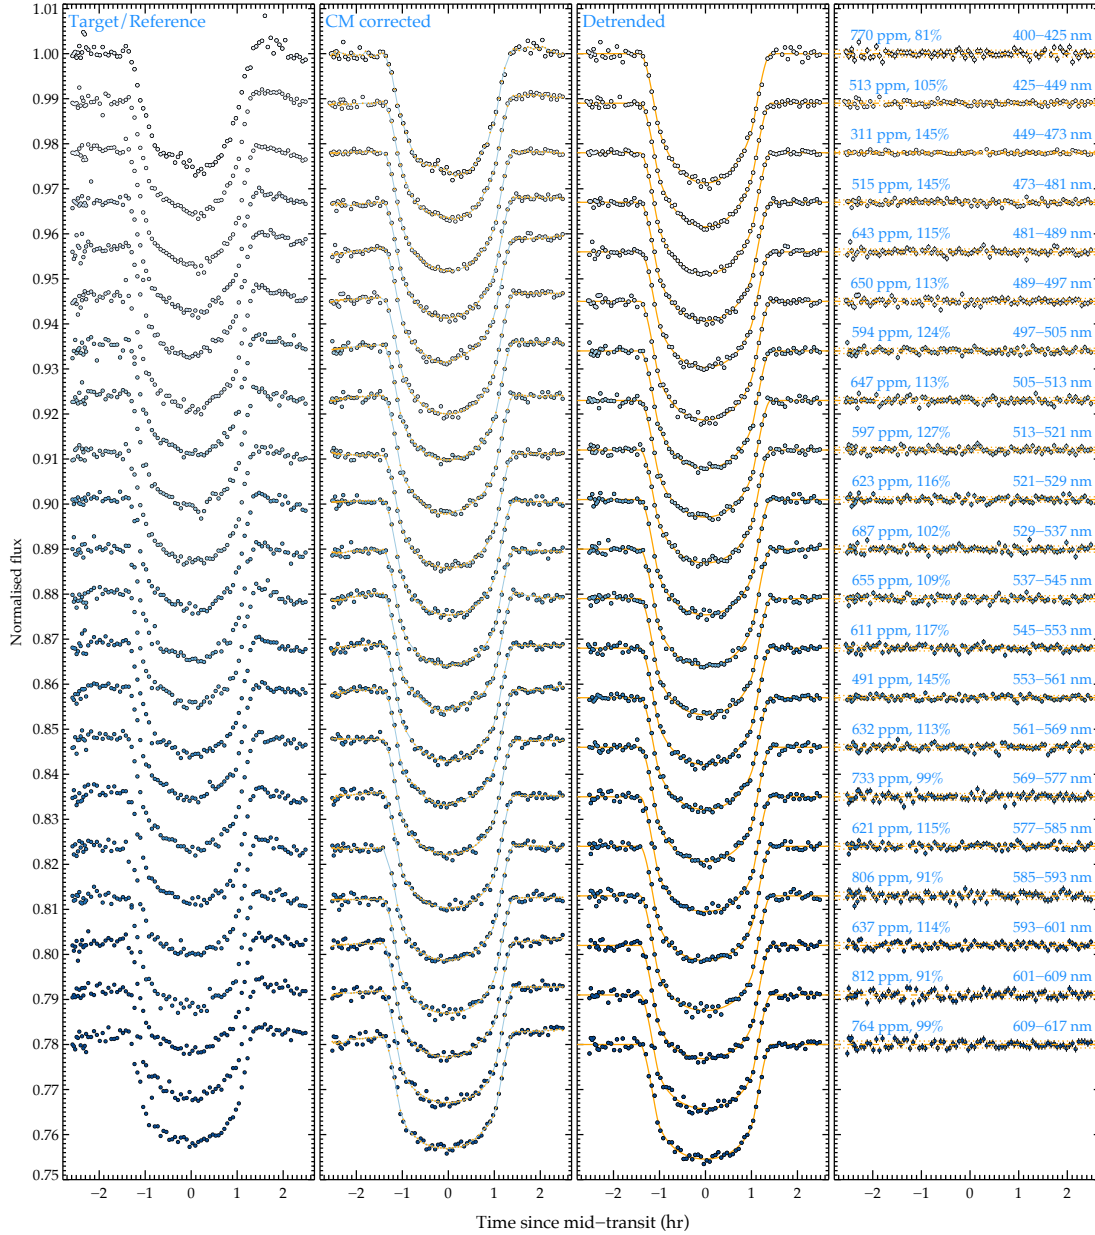 Target/Reference
CM corrected
Detrended
Normalised flux
1.01
1.00
0.99
0.98
0.97
0.96
0.95
0.94
0.93
0.92
0.91
0.90
0.89
0.88
0.87
0.86
0.85
0.84
0.83
0.82
0.81
0.80
0.79
0.78
0.77
0.76
0.75
770 ppm, 81% 400−425 nm
513 ppm, 105% 425−449 nm
311 ppm, 145% 449−473 nm
515 ppm, 145% 473−481 nm
643 ppm, 115% 481−489 nm
650 ppm, 113% 489−497 nm
594 ppm, 124% 497−505 nm
647 ppm, 113% 505−513 nm
597 ppm, 127% 513−521 nm
623 ppm, 116% 521−529 nm
687 ppm, 102% 529−537 nm
655 ppm, 109% 537−545 nm
611 ppm, 117% 545−553 nm
491 ppm, 145% 553−561 nm
632 ppm, 113% 561−569 nm
733 ppm, 99% 569−577 nm
621 ppm, 115% 577−585 nm
806 ppm, 91% 585−593 nm
637 ppm, 114% 593−601 nm
812 ppm, 91% 601−609 nm
764 ppm, 99% 609−617 nm
−2 −1 0 1 2 −2 −1 0 1 2 −2 −1 0 1 2 −2 −1 0 1 2
Time since mid−transit (hr)